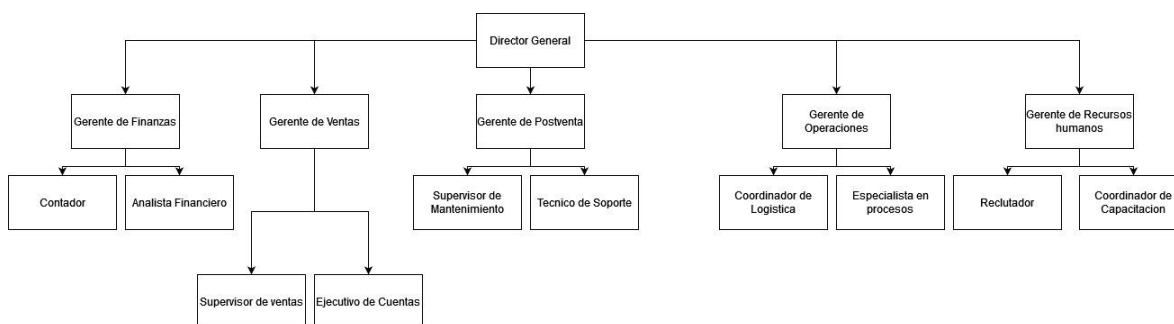 Director General
Gerente de Finanzas
Gerente de Ventas
Gerente de Postventa
Gerente de
Operaciones
Gerente de Recursos
humanos
Contador
Analista Financiero
Supervisor de
Mantenimiento
Tecnico de Soporte
Coordinador de
Logistica
Especialista en
procesos
Reclutador
Coordinador de
Capacitacion
Supervisor de ventas
Ejecutivo de Cuentas